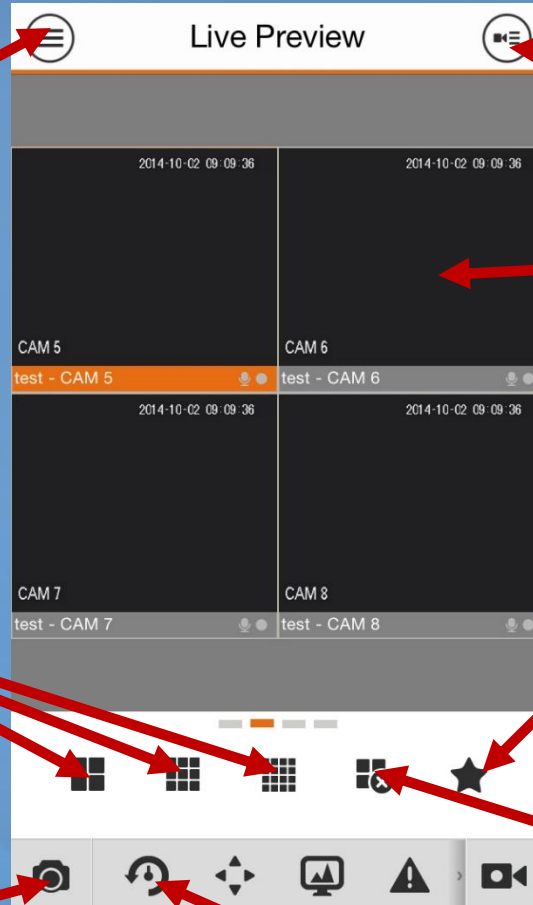 Live Preview
2014-10-02 09:09:36
2014-10-02 09:09:36
CAM 5
CAM 6
test - CAM 5
test - CAM 6
2014-10-02 09:09:36
2014-10-02 09:09:36
CAM 7
CAM 8
test - CAM 7
test - CAM 8